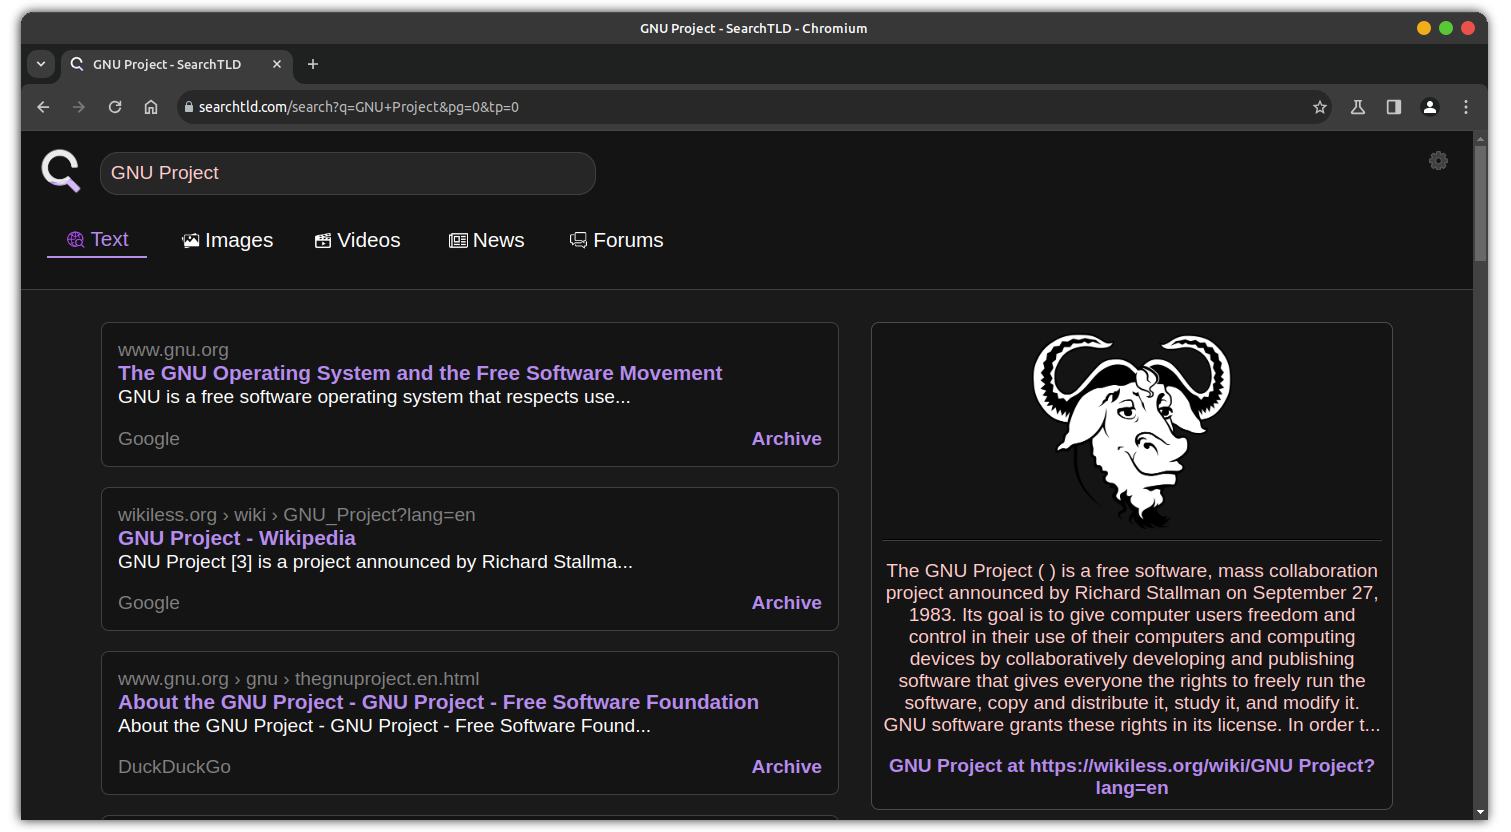 GNU Project - SearchTLD - Chromium
GNU Project - SearchTLD
searchtld.com/search?q=GNU+Project&pg=0&tp=0
GNU Project
Text Images Videos News Forums
www.gnu.org
The GNU Operating System and the Free Software Movement
GNU is a free software operating system that respects use...
Google Archive
wikiless.org › wiki › GNU_Project?lang=en
GNU Project - Wikipedia
GNU Project [3] is a project announced by Richard Stallma...
Google Archive
www.gnu.org › gnu › thegnuproject.en.html
About the GNU Project - GNU Project - Free Software Foundation
About the GNU Project - GNU Project - Free Software Found...
DuckDuckGo Archive
The GNU Project ( ) is a free software, mass collaboration
project announced by Richard Stallman on September 27,
1983. Its goal is to give computer users freedom and
control in their use of their computers and computing
devices by collaboratively developing and publishing
software that gives everyone the rights to freely run the
software, copy and distribute it, study it, and modify it.
GNU software grants these rights in its license. In order t...
GNU Project at https://wikiless.org/wiki/GNU Project?
lang=en